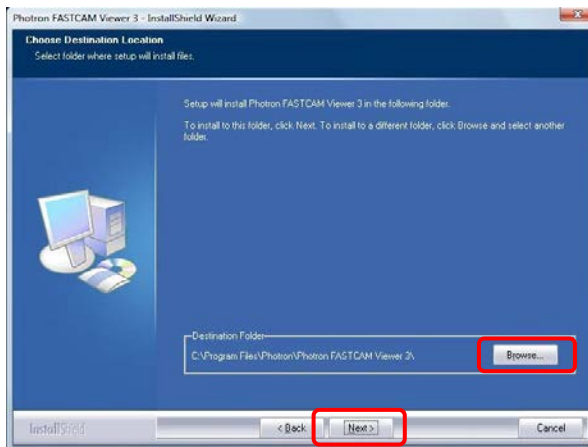 Photron FASTCAM Viewer 3 - InstallShield Wizard
Choose Destination Location
Select folder where setup will install files.
Setup will install Photron FASTCAM Viewer 3 in the following folder.
To install to this folder, click Next. To install to a different folder, click Browse and select another
folder.
Destination Folder
C:\Program Files\Photron\Photron FASTCAM Viewer 3\
Browse...
InstallShield
< Back
Next >
Cancel